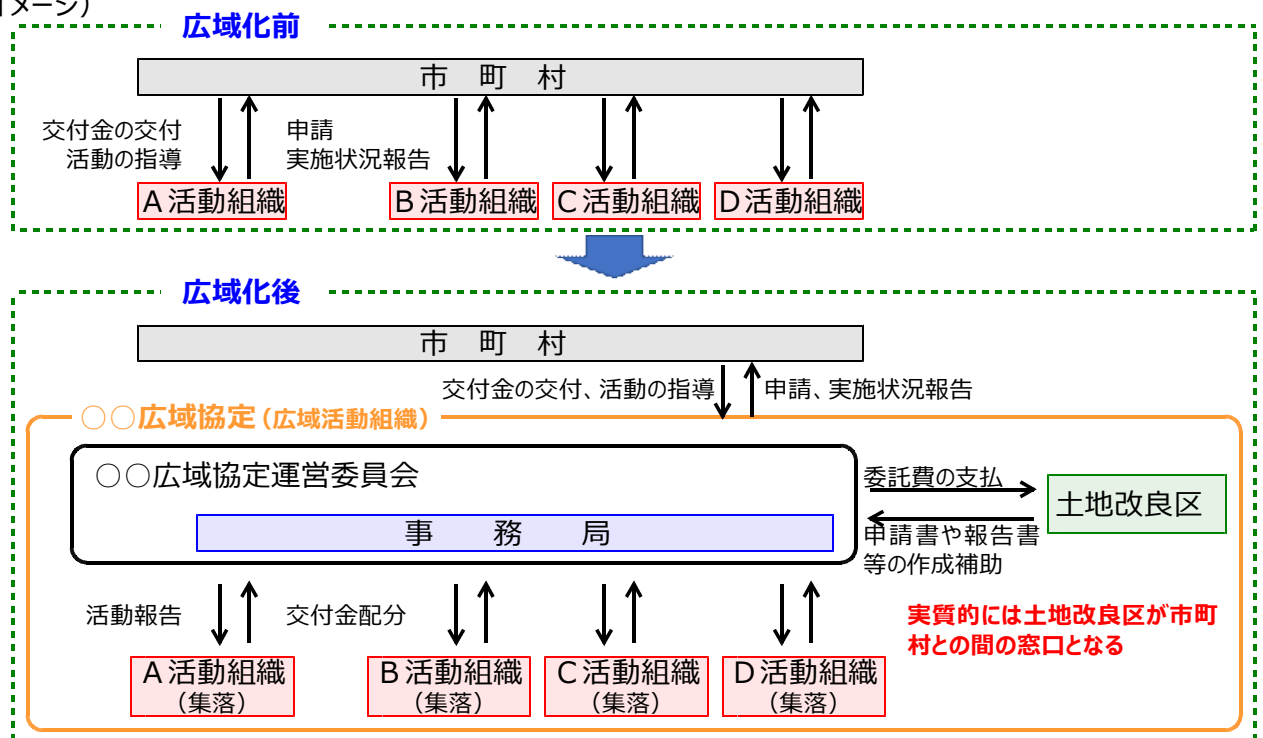 イメージ）
広域化前
市　町　村
交付金の交付
活動の指導
申請
実施状況報告
A活動組織
B活動組織
C活動組織
D活動組織
広域化後
市　町　村
交付金の交付、活動の指導
申請、実施状況報告
○○広域協定（広域活動組織）
○○広域協定運営委員会
事　務　局
委託費の支払
土地改良区
申請書や報告書
等の作成補助
活動報告
交付金配分
実質的には土地改良区が市町
村との間の窓口となる
A活動組織
（集落）
B活動組織
（集落）
C活動組織
（集落）
D活動組織
（集落）